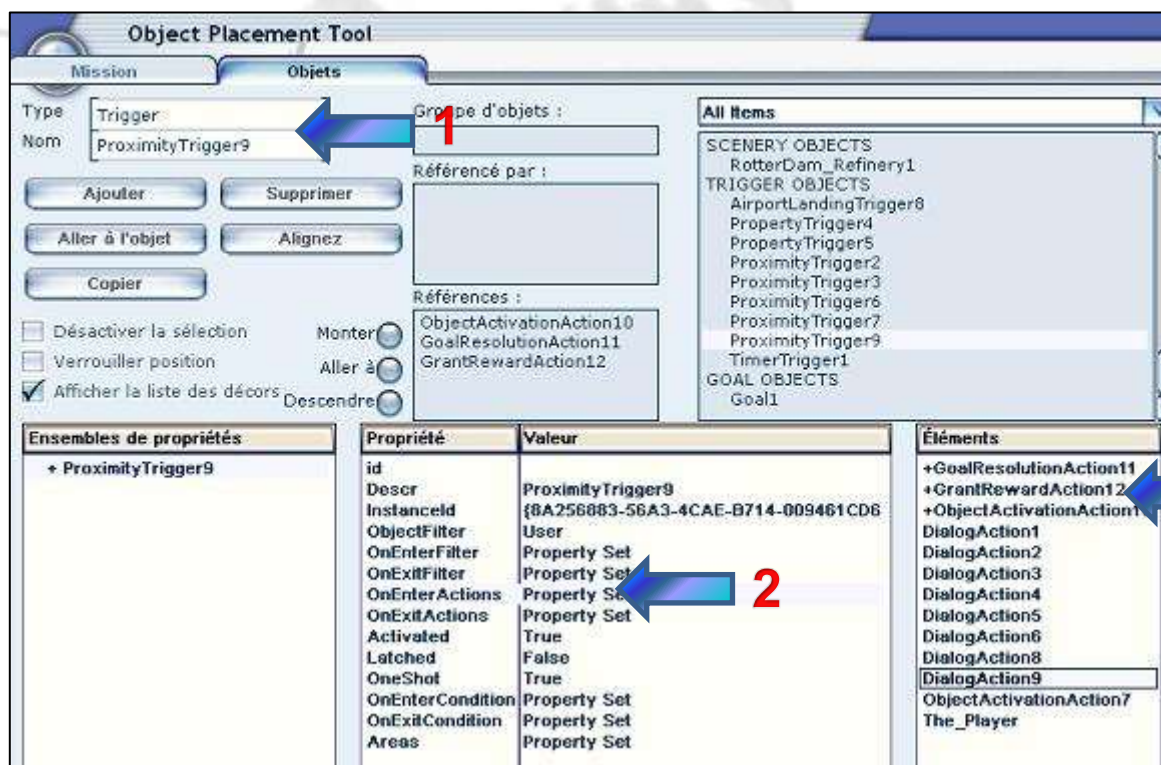 Object Placement Tool
Mission
Objets
Type
Trigger
Nom
ProximityTrigger9
1
Ajouter
Supprimer
Aller à l'objet
Alignez
Copier
Désactiver la sélection
Verrouiller position
Afficher la liste des décors
Monter
Aller à
Descendre
Groupe d'objets :
Référencé par :
Références :
ObjectActivationAction10
GoalResolutionAction11
GrantRewardAction12
All Items
SCENERY OBJECTS
RotterDam_Refinery1
TRIGGER OBJECTS
AirportLandingTrigger8
PropertyTrigger4
PropertyTrigger5
ProximityTrigger2
ProximityTrigger3
ProximityTrigger6
ProximityTrigger7
ProximityTrigger9
TimerTrigger1
GOAL OBJECTS
Goal1
Ensembles de propriétés
+ ProximityTrigger9
Propriété Valeur
id
Descr ProximityTrigger9
InstanceId {8A256883-56A3-4CAE-B714-009461CD6
ObjectFilter User
OnEnterFilter Property Set
OnExitFilter Property Set
OnEnterActions Property Se
2
OnExitActions Property Set
Activated True
Latched False
OneShot True
OnEnterCondition Property Set
OnExitCondition Property Set
Areas Property Set
Éléments
+GoalResolutionAction11
+GrantRewardAction12
+ObjectActivationAction1
DialogAction1
DialogAction2
DialogAction3
DialogAction4
DialogAction5
DialogAction6
DialogAction8
DialogAction9
ObjectActivationAction7
The_Player